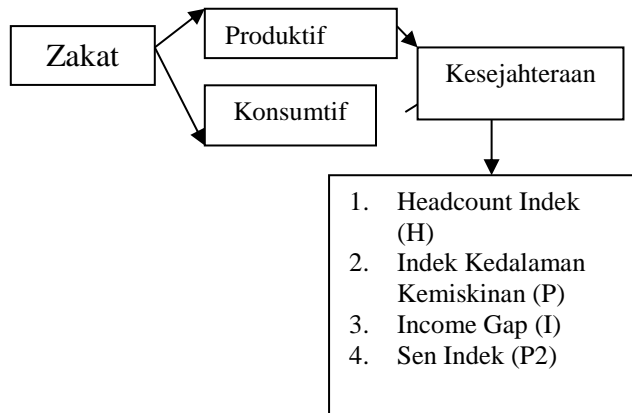 Zakat
Produktif
Konsumtif
Kesejahteraan
1. Headcount Indek
(H)
2. Indek Kedalaman
Kemiskinan (P)
3. Income Gap (I)
4. Sen Indek (P2)